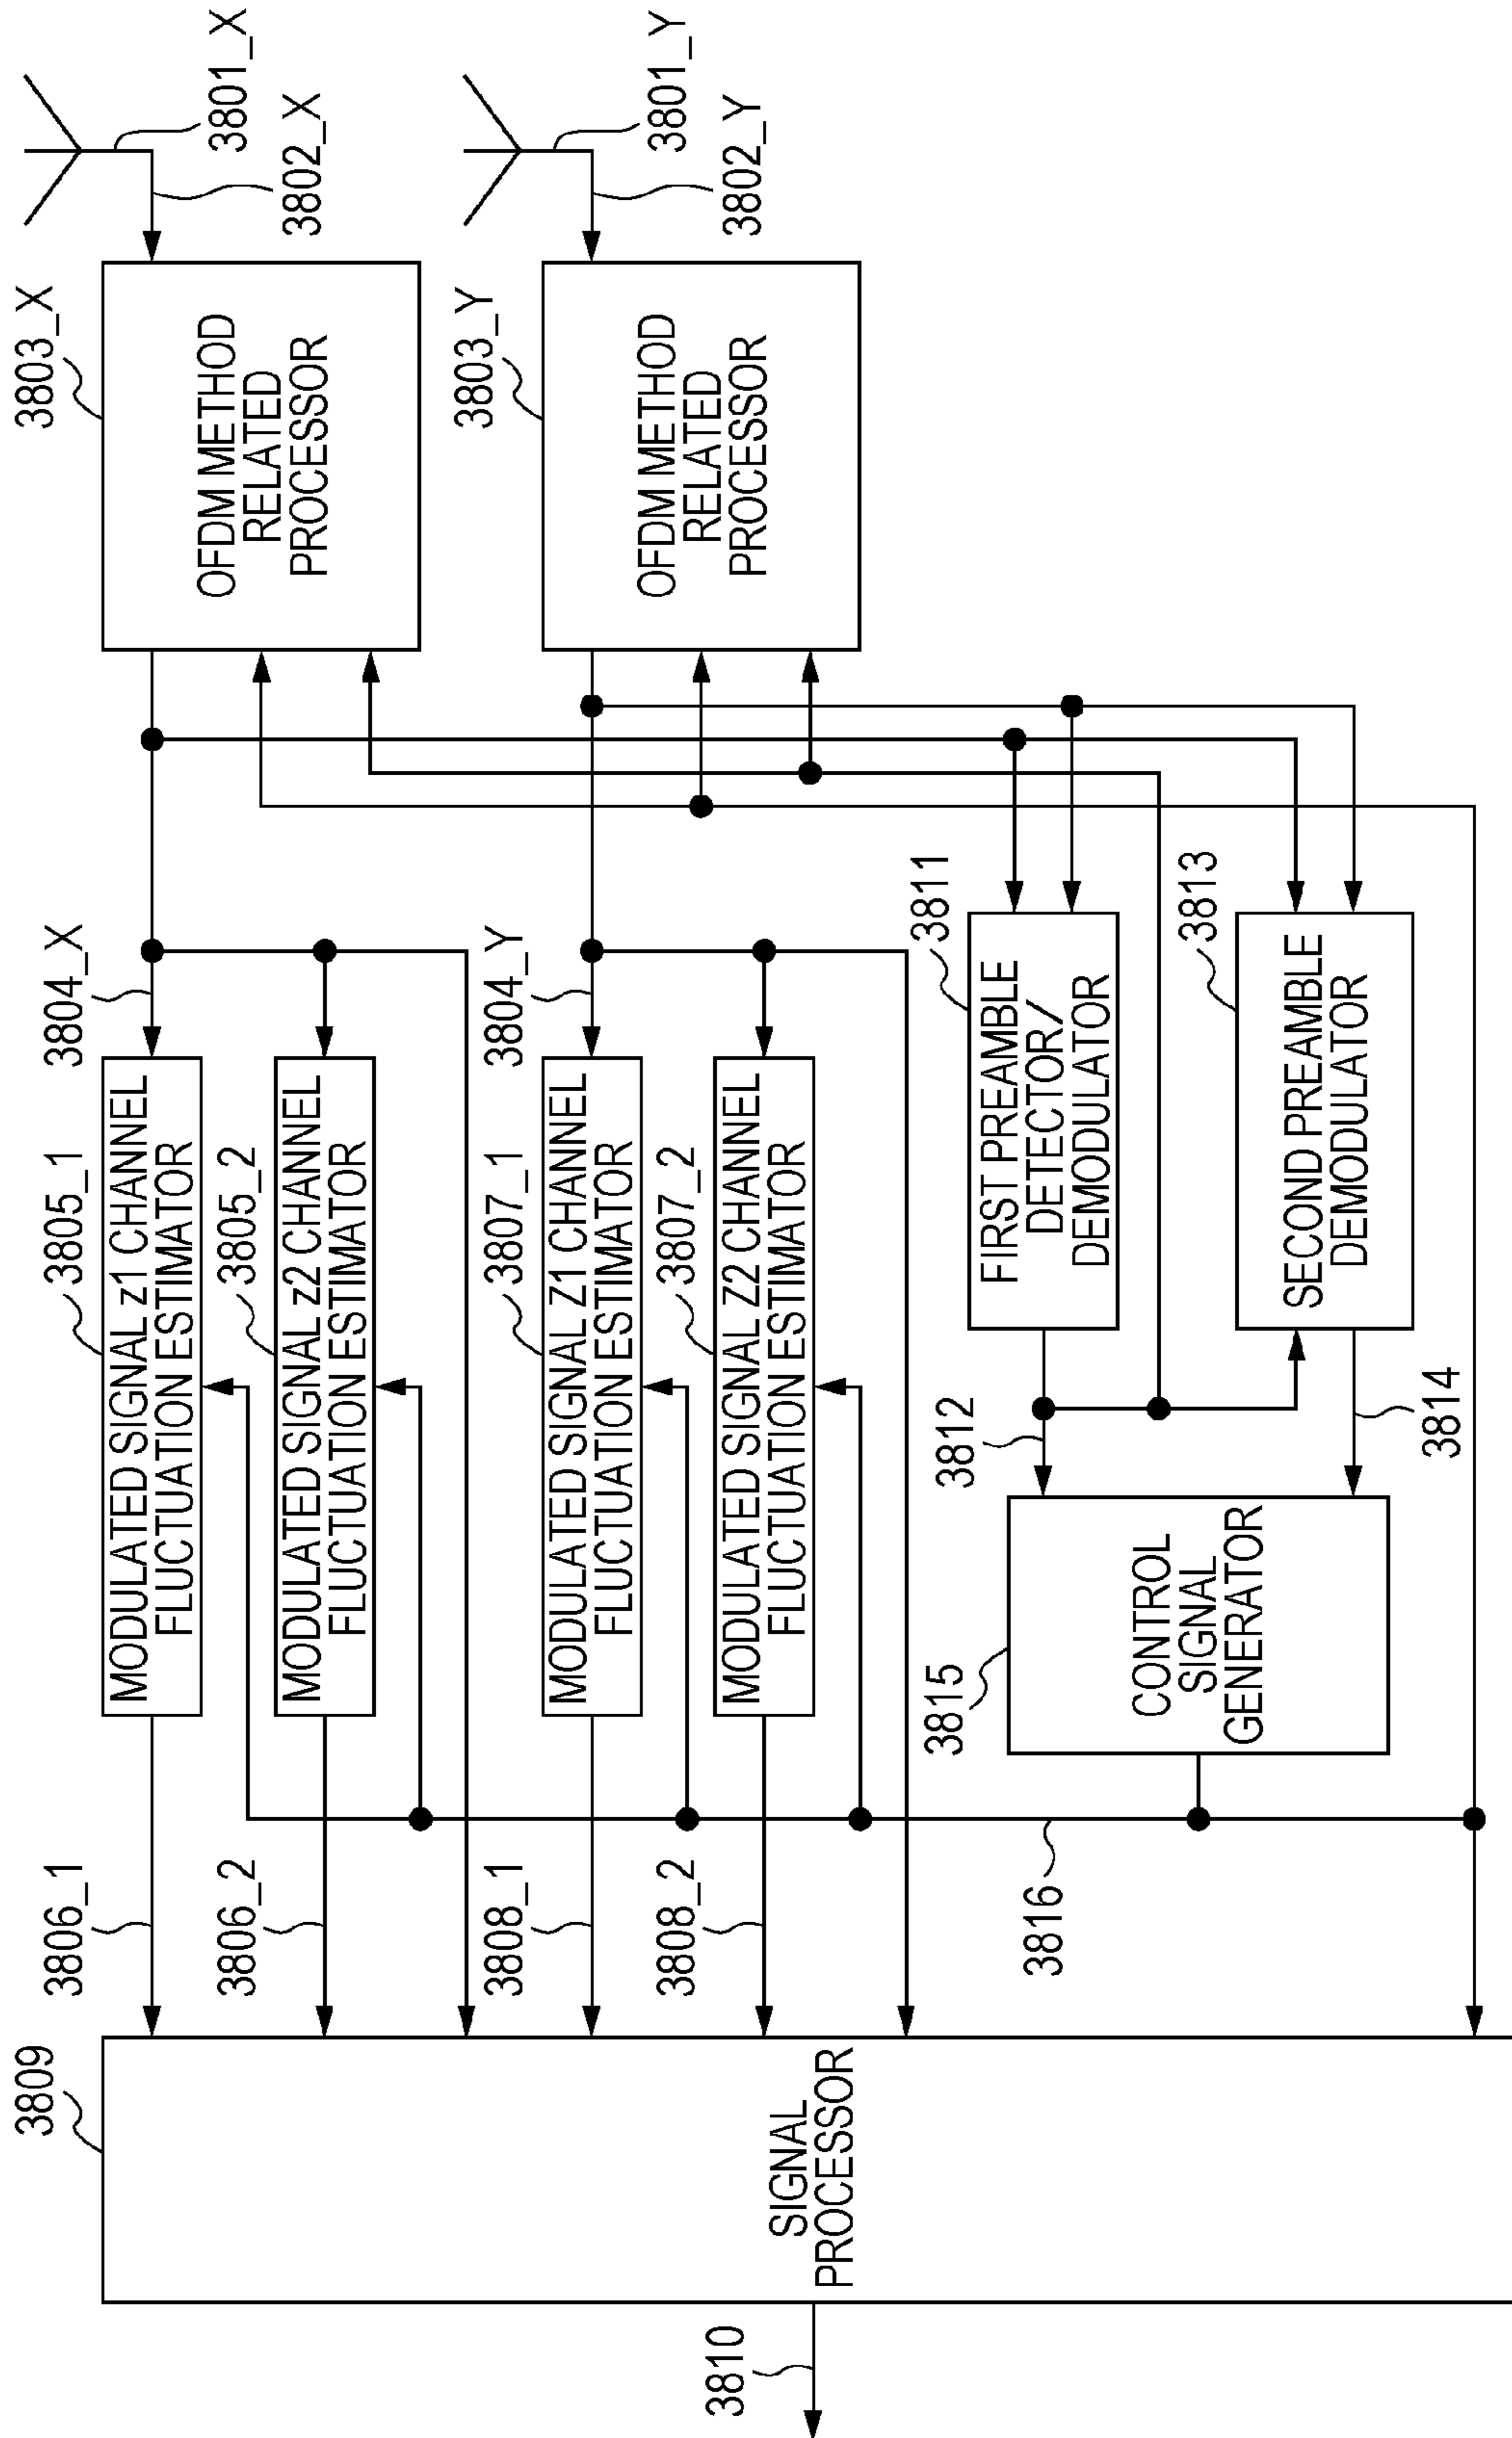 3801_X
3802_X
3803_X
OFDM METHOD
RELATED
PROCESSOR
3801_Y
3802_Y
3803_Y
OFDM METHOD
RELATED
PROCESSOR
3804_X
3805_1
MODULATED SIGNAL z1 CHANNEL
FLUCTUATION ESTIMATOR
3805_2
MODULATED SIGNAL z2 CHANNEL
FLUCTUATION ESTIMATOR
3804_Y
3807_1
MODULATED SIGNAL Z1 CHANNEL
FLUCTUATION ESTIMATOR
3807_2
MODULATED SIGNAL Z2 CHANNEL
FLUCTUATION ESTIMATOR
3811
FIRST PREAMBLE
DETECTOR/
DEMODULATOR
3813
SECOND PREAMBLE
DEMODULATOR
3812
3814
3815
CONTROL
SIGNAL
GENERATOR
3816
3806_1
3806_2
3808_1
3808_2
3809
SIGNAL
PROCESSOR
3810